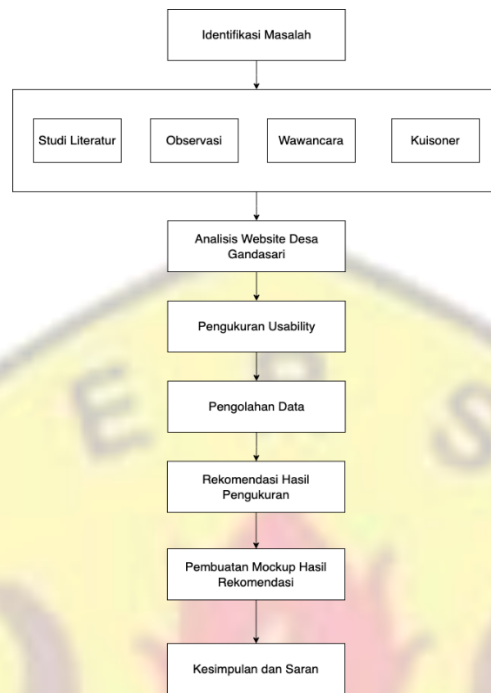 Identifikasi Masalah
Studi Literatur
Observasi
Wawancara
Kuisoner
Analisis Website Desa
Gandasari
Pengukuran Usability
E R S
Pengolahan Data
Rekomendasi Hasil
Pengukuran
Pembuatan Mockup Hasil
Rekomendasi
Kesimpulan dan Saran